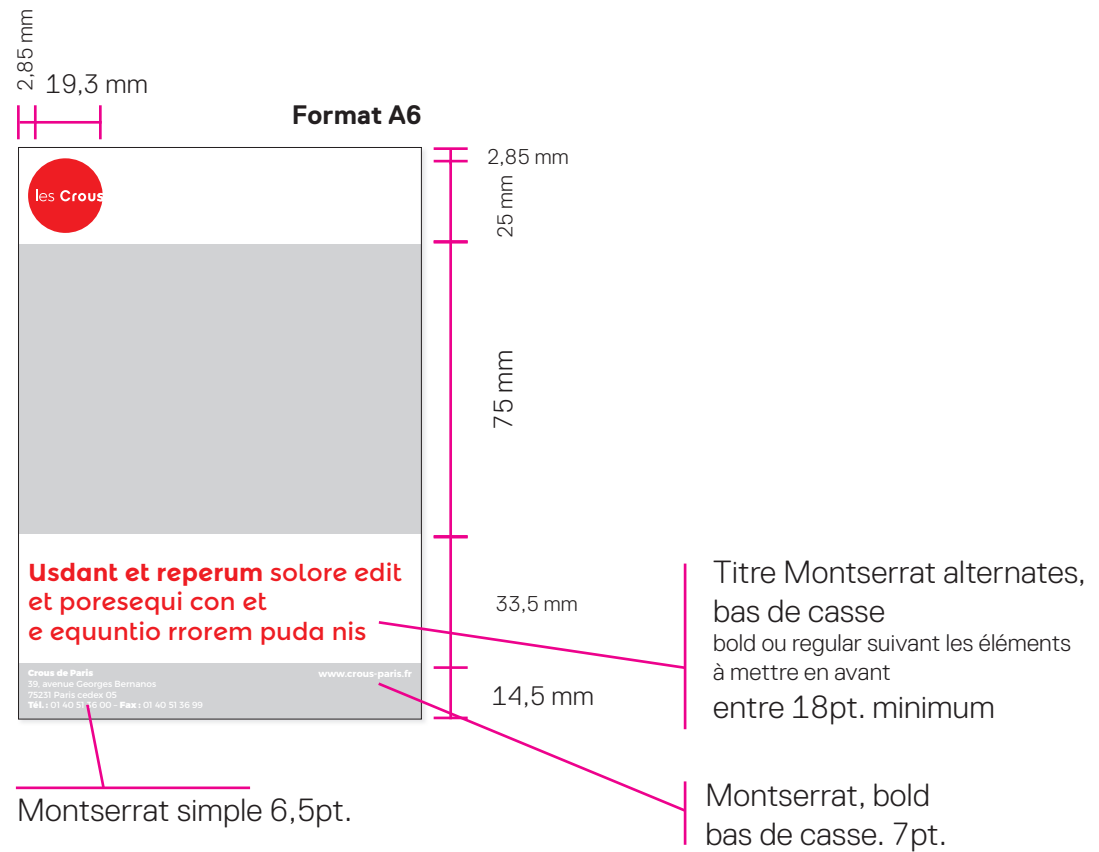 2,85 mm
19,3 mm
Format A6
les Crous
2,85 mm
25 mm
75 mm
Usdant et reperum solore edit
et poresequi con et
e equuntio rrorem puda nis
33,5 mm
Crous de Paris
39, avenue Georges Bernanos
75231 Paris cedex 05
Tél. : 01 40 51 36 00 - Fax : 01 40 51 36 99
www.crous-paris.fr
14,5 mm
Titre Montserrat alternates,
bas de casse
bold ou regular suivant les éléments
à mettre en avant
entre 18pt. minimum
Montserrat simple 6,5pt.
Montserrat, bold
bas de casse. 7pt.